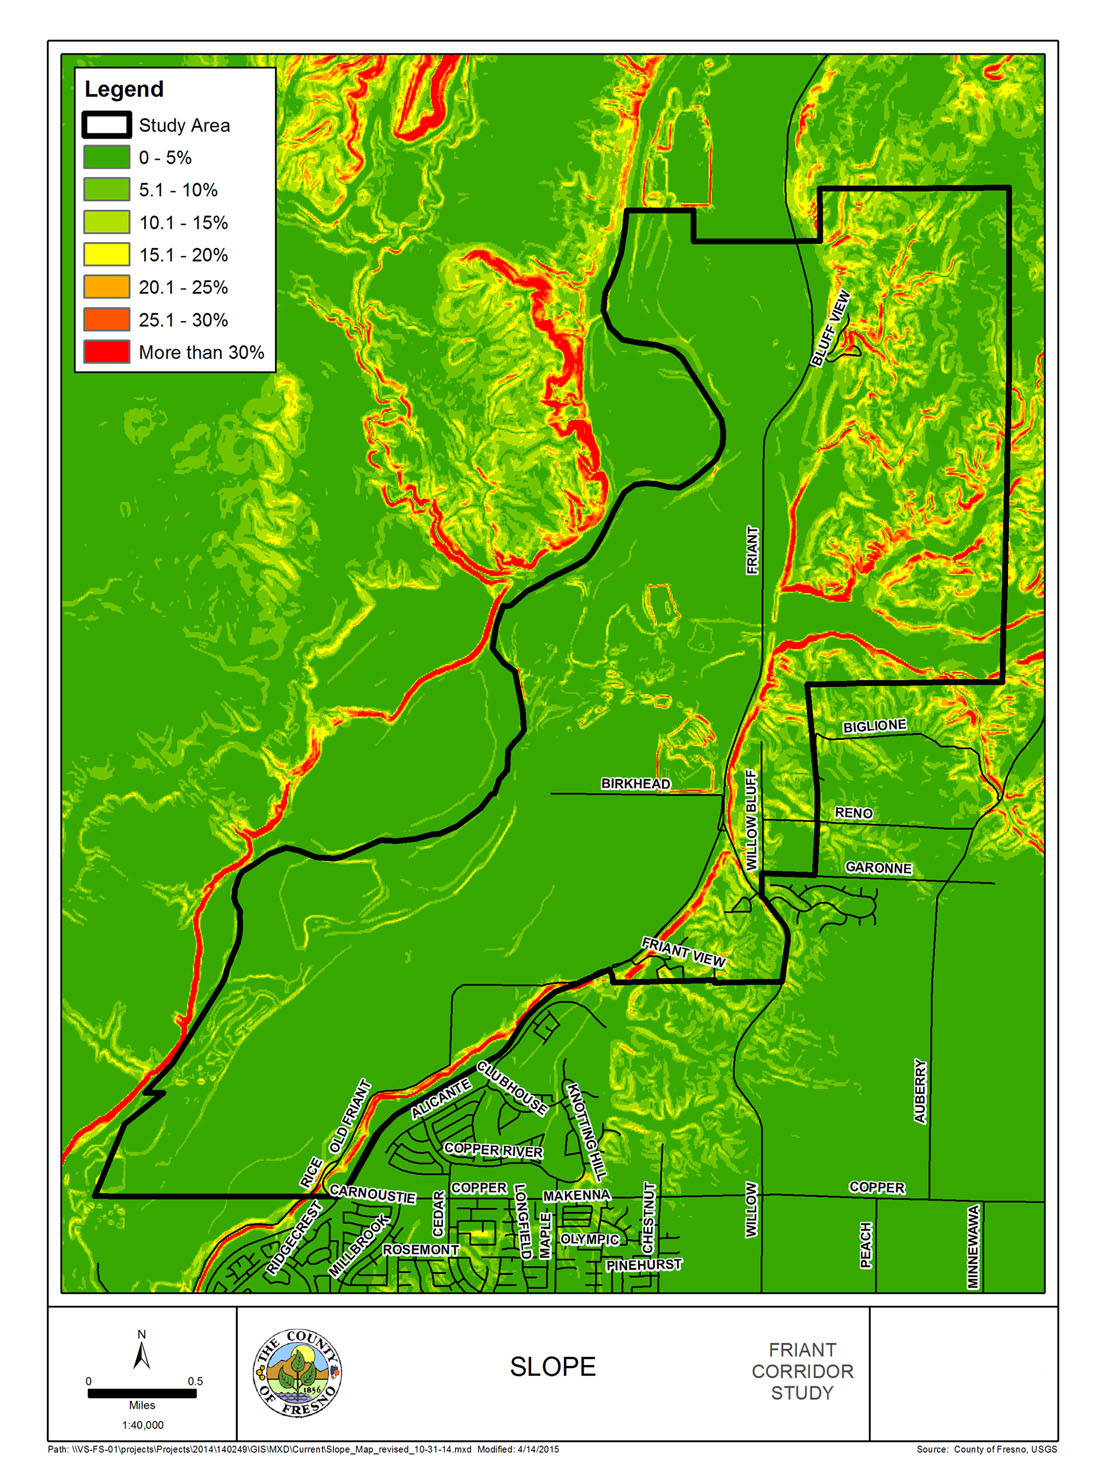 Legend
Study Area
0 - 5%
5.1 - 10%
10.1 - 15%
15.1 - 20%
20.1 - 25%
25.1 - 30%
More than 30%
BLUFF VIEW
FRIANT
BIGLIONE
BIRKHEAD
WILLOW BLUFF
RENO
GARONNE
FRIANT VIEW
AUBERRY
CLUBHOUSE
ALICANTE
OLD FRIANT
KNOTTING HILL
COPPER RIVER
RICE
CARNOUSTIE
COPPER
MAKENNA
COPPER
CEDAR
LONGFIELD
MAPLE
CHESTNUT
WILLOW
PEACH
MINNEWAWA
RIDGECREST
MILLBROOK
OLYMPIC
ROSEMONT
PINEHURST
N
0 0.5
Miles
1:40,000
THE COUNTY OF FRESNO
1856
SLOPE
FRIANT
CORRIDOR
STUDY
Path: \\VS-FS-01\projects\Projects\2014\140249\GIS\MXD\Current\Slope_Map_revised_10-31-14.mxd Modified: 4/14/2015
Source: County of Fresno, USGS